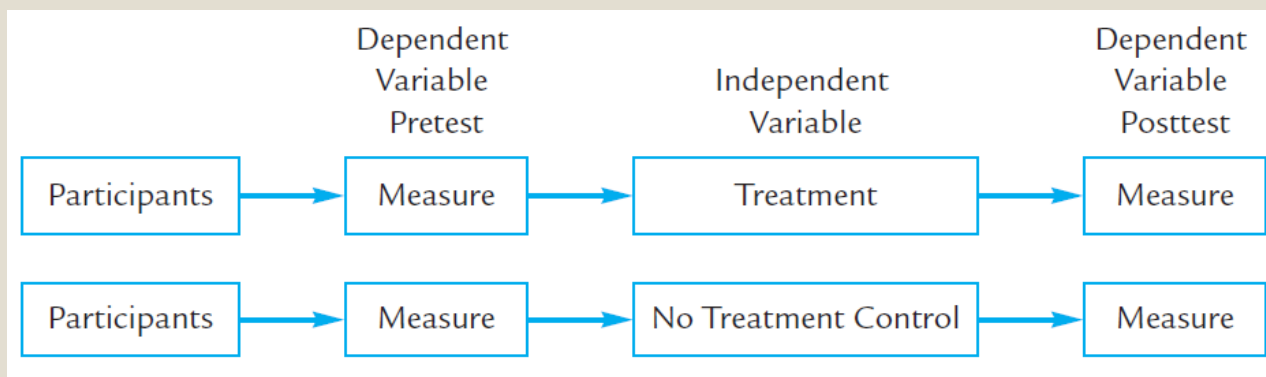 Dependent
Variable
Pretest
Independent
Variable
Dependent
Variable
Posttest
Participants
Measure
Treatment
Measure
Participants
Measure
No Treatment Control
Measure